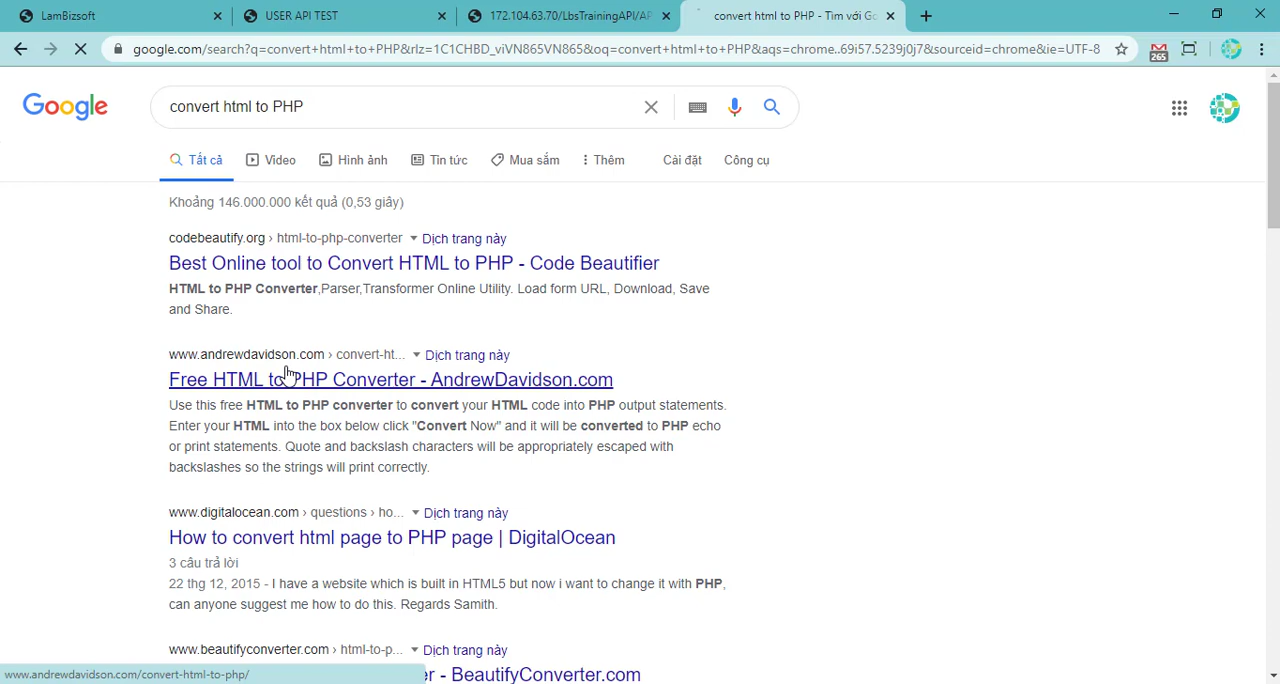 LamBizsoft
USER API TEST
172.104.63.70/LbsTrainingAPI/AP
convert html to PHP - Tìm với Go
google.com/search?q=convert+html+to+PHP&rlz=1C1CHBD_viVN865VN865&oq=convert+html+to+PHP&aqs=chrome..69i57.5239j0j7&sourceid=chrome&ie=UTF-8
265
Google
convert html to PHP
Tất cả
Video
Hình ảnh
Tin tức
Mua sắm
Thêm
Cài đặt
Công cụ
Khoảng 146.000.000 kết quả (0,53 giây)
codebeautify.org › html-to-php-converter ▾ Dịch trang này
Best Online tool to Convert HTML to PHP - Code Beautifier
HTML to PHP Converter,Parser,Transformer Online Utility. Load form URL, Download, Save
and Share.
www.andrewdavidson.com › convert-ht... ▾ Dịch trang này
Free HTML to PHP Converter - AndrewDavidson.com
Use this free HTML to PHP converter to convert your HTML code into PHP output statements.
Enter your HTML into the box below click "Convert Now" and it will be converted to PHP echo
or print statements. Quote and backslash characters will be appropriately escaped with
backslashes so the strings will print correctly.
www.digitalocean.com › questions › ho... ▾ Dịch trang này
How to convert html page to PHP page | DigitalOcean
3 câu trả lời
22 thg 12, 2015 - I have a website which is built in HTML5 but now i want to change it with PHP,
can anyone suggest me how to do this. Regards Samith.
www.beautifyconverter.com › html-to-p... ▾ Dịch trang này
er - BeautifyConverter.com
www.andrewdavidson.com/convert-html-to-php/